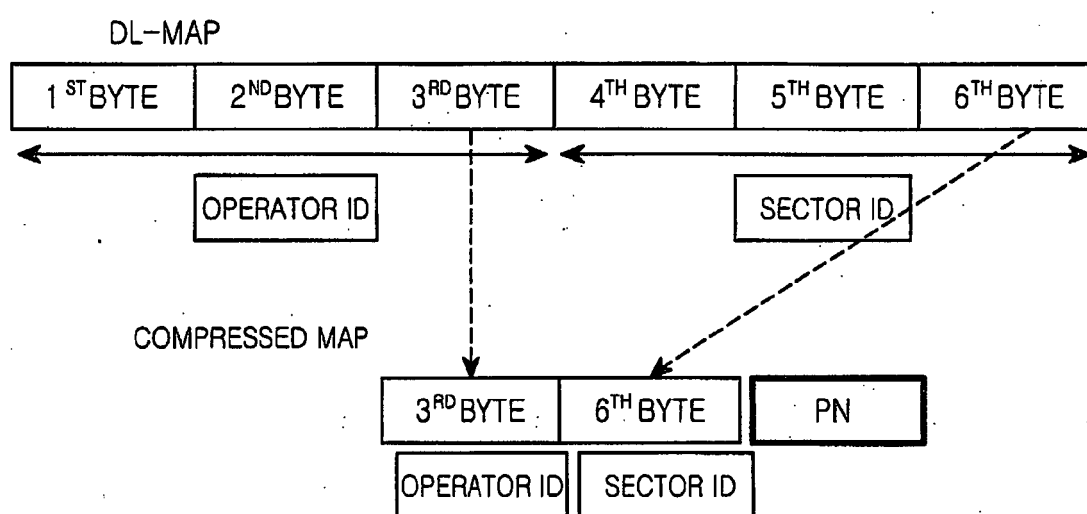 DL-MAP
1ST BYTE 2ND BYTE 3RD BYTE 4TH BYTE 5TH BYTE 6TH BYTE
OPERATOR ID SECTOR ID
COMPRESSED MAP
3RD BYTE 6TH BYTE PN
OPERATOR ID SECTOR ID